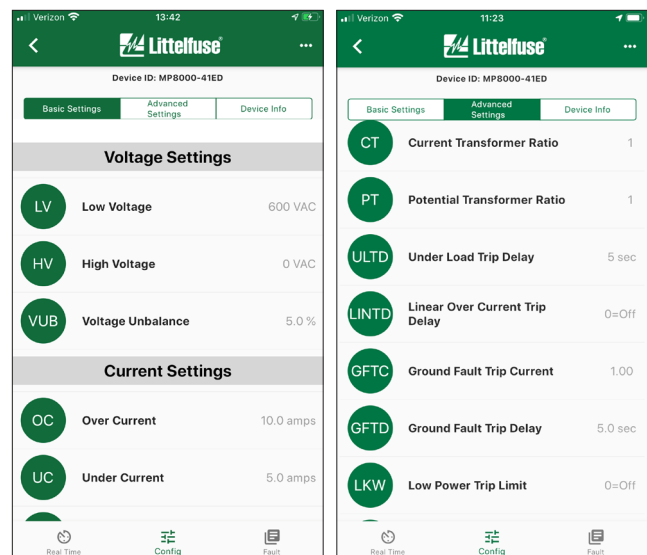 Verizon 13:42
Littelfuse®
Device ID: MP8000-41ED
Basic Settings Advanced Settings Device Info
Voltage Settings
LV Low Voltage 600 VAC
HV High Voltage 0 VAC
VUB Voltage Unbalance 5.0 %
Current Settings
OC Over Current 10.0 amps
UC Under Current 5.0 amps
Real Time Config Fault
Verizon 11:23
Littelfuse®
Device ID: MP8000-41ED
Basic Settings Advanced Settings Device Info
CT Current Transformer Ratio 1
PT Potential Transformer Ratio 1
ULTD Under Load Trip Delay 5 sec
LINTD Linear Over Current Trip Delay 0=Off
GFTC Ground Fault Trip Current 1.00
GFTD Ground Fault Trip Delay 5.0 sec
LKW Low Power Trip Limit 0=Off
Real Time Config Fault